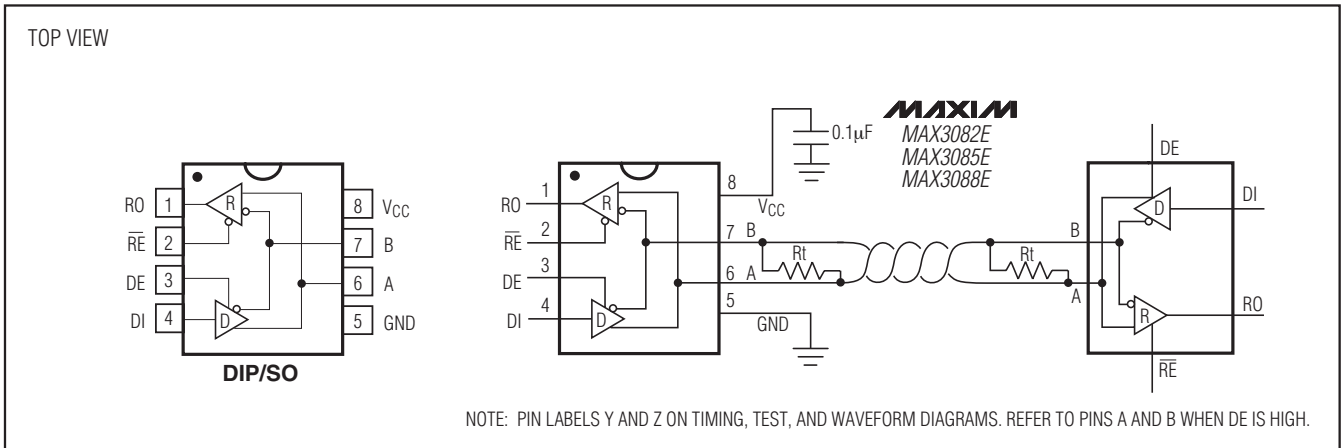 TOP VIEW
RO 1
RE 2
DE 3
DI 4
R
D
8 VCC
7 B
6 A
5 GND
DIP/SO
RO 1
RE 2
DE 3
DI 4
R
D
8
VCC
7 B
6 A
5
GND
0.1μF
MAXIM
MAX3082E
MAX3085E
MAX3088E
Rt
Rt
B
A
DE
D
DI
R
RO
RE
NOTE: PIN LABELS Y AND Z ON TIMING, TEST, AND WAVEFORM DIAGRAMS. REFER TO PINS A AND B WHEN DE IS HIGH.